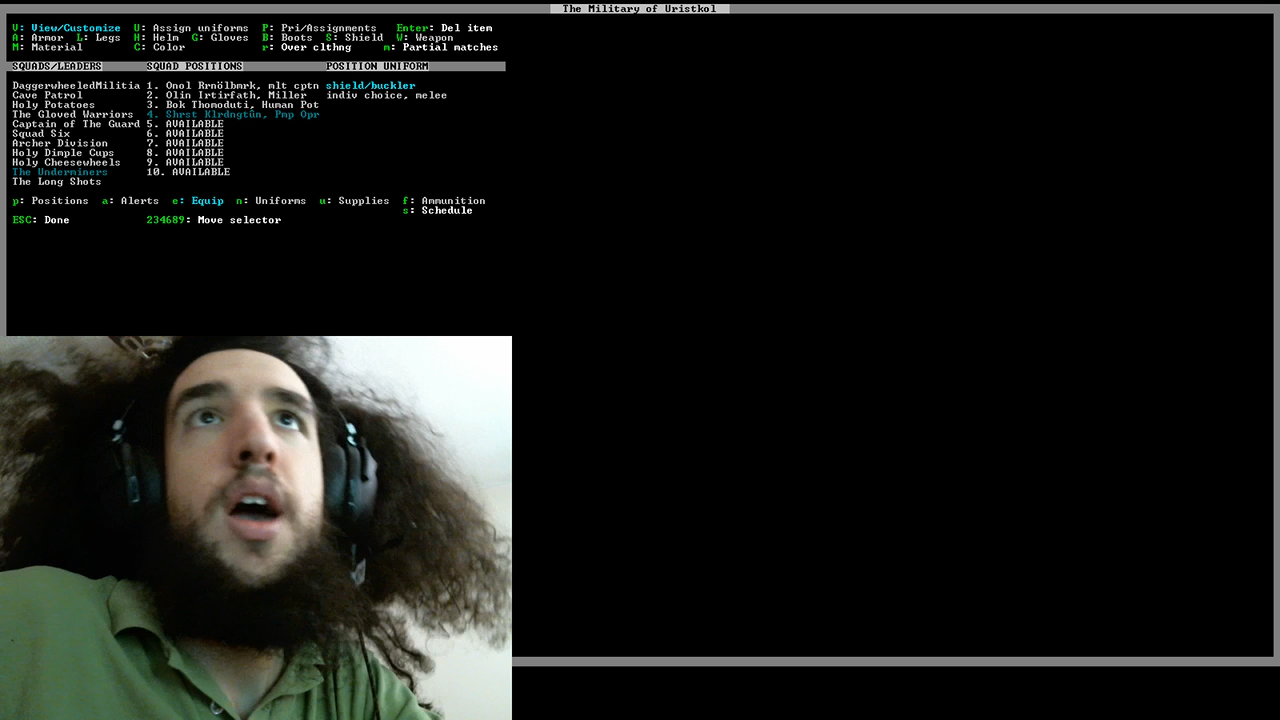 The Military of Uristkol
V: View/Customize U: Assign uniforms P: Pri/Assignments Enter: Del item
A: Armor L: Legs H: Helm G: Gloves B: Boots S: Shield W: Weapon
M: Material C: Color r: Over clthng m: Partial matches
SQUADS/LEADERS SQUAD POSITIONS POSITION UNIFORM
DaggerwheeledMilitia 1. Onol Rrnölbmrk, mlt cptn shield/buckler
Cave Patrol 2. Olin Irtirfath, Miller indiv choice, melee
Holy Potatoes 3. Bok Thomoduti, Human Pot
The Gloved Warriors 4. Shrst Klrdngtûn, Pmp Opr
Captain of The Guard 5. AVAILABLE
Squad Six 6. AVAILABLE
Archer Division 7. AVAILABLE
Holy Dimple Cups 8. AVAILABLE
Holy Cheesewheels 9. AVAILABLE
The Underminers 10. AVAILABLE
The Long Shots
p: Positions a: Alerts e: Equip n: Uniforms u: Supplies f: Ammunition
s: Schedule
ESC: Done 234689: Move selector